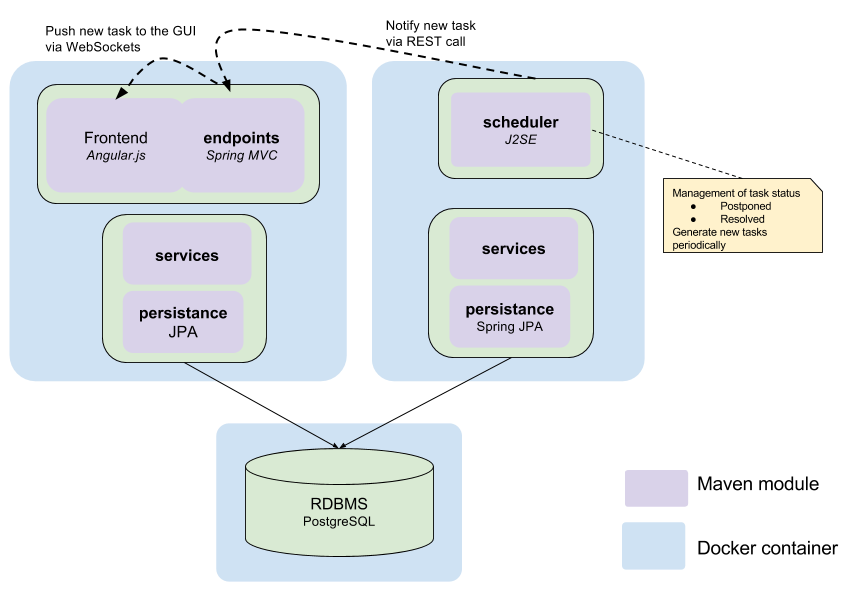 Push new task to the GUI
via WebSockets
Notify new task
via REST call
Frontend
Angular.js
endpoints
Spring MVC
scheduler
J2SE
Management of task status
● Postponed
● Resolved
Generate new tasks
periodically
services
persistance
JPA
services
persistance
Spring JPA
RDBMS
PostgreSQL
Maven module
Docker container